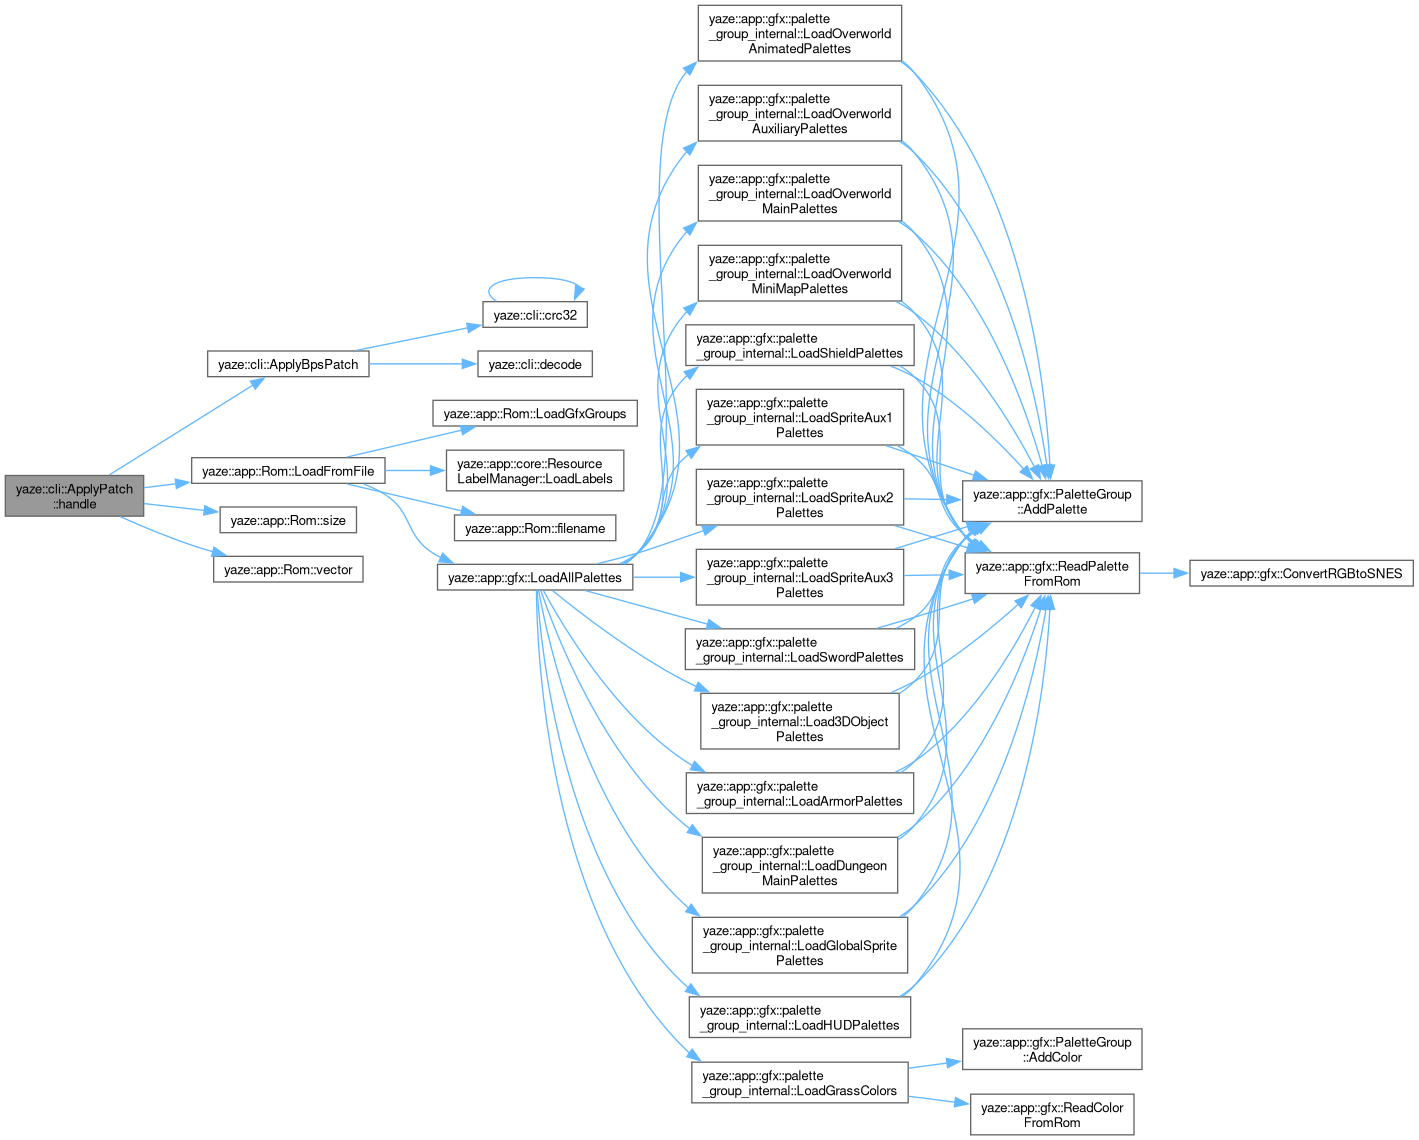 yaze::cli::ApplyPatch
::handle
yaze::cli::ApplyBpsPatch
yaze::app::Rom::LoadFromFile
yaze::app::Rom::size
yaze::app::Rom::vector
yaze::cli::crc32
yaze::cli::decode
yaze::app::Rom::LoadGfxGroups
yaze::app::core::Resource
LabelManager::LoadLabels
yaze::app::Rom::filename
yaze::app::gfx::LoadAllPalettes
yaze::app::gfx::palette
_group_internal::LoadOverworld
AnimatedPalettes
yaze::app::gfx::palette
_group_internal::LoadOverworld
AuxiliaryPalettes
yaze::app::gfx::palette
_group_internal::LoadOverworld
MainPalettes
yaze::app::gfx::palette
_group_internal::LoadOverworld
MiniMapPalettes
yaze::app::gfx::palette
_group_internal::LoadShieldPalettes
yaze::app::gfx::palette
_group_internal::LoadSpriteAux1
Palettes
yaze::app::gfx::palette
_group_internal::LoadSpriteAux2
Palettes
yaze::app::gfx::palette
_group_internal::LoadSpriteAux3
Palettes
yaze::app::gfx::palette
_group_internal::LoadSwordPalettes
yaze::app::gfx::palette
_group_internal::Load3DObject
Palettes
yaze::app::gfx::palette
_group_internal::LoadArmorPalettes
yaze::app::gfx::palette
_group_internal::LoadDungeon
MainPalettes
yaze::app::gfx::palette
_group_internal::LoadGlobalSprite
Palettes
yaze::app::gfx::palette
_group_internal::LoadHUDPalettes
yaze::app::gfx::palette
_group_internal::LoadGrassColors
yaze::app::gfx::PaletteGroup
::AddPalette
yaze::app::gfx::ReadPalette
FromRom
yaze::app::gfx::PaletteGroup
::AddColor
yaze::app::gfx::ReadColor
FromRom
yaze::app::gfx::ConvertRGBtoSNES